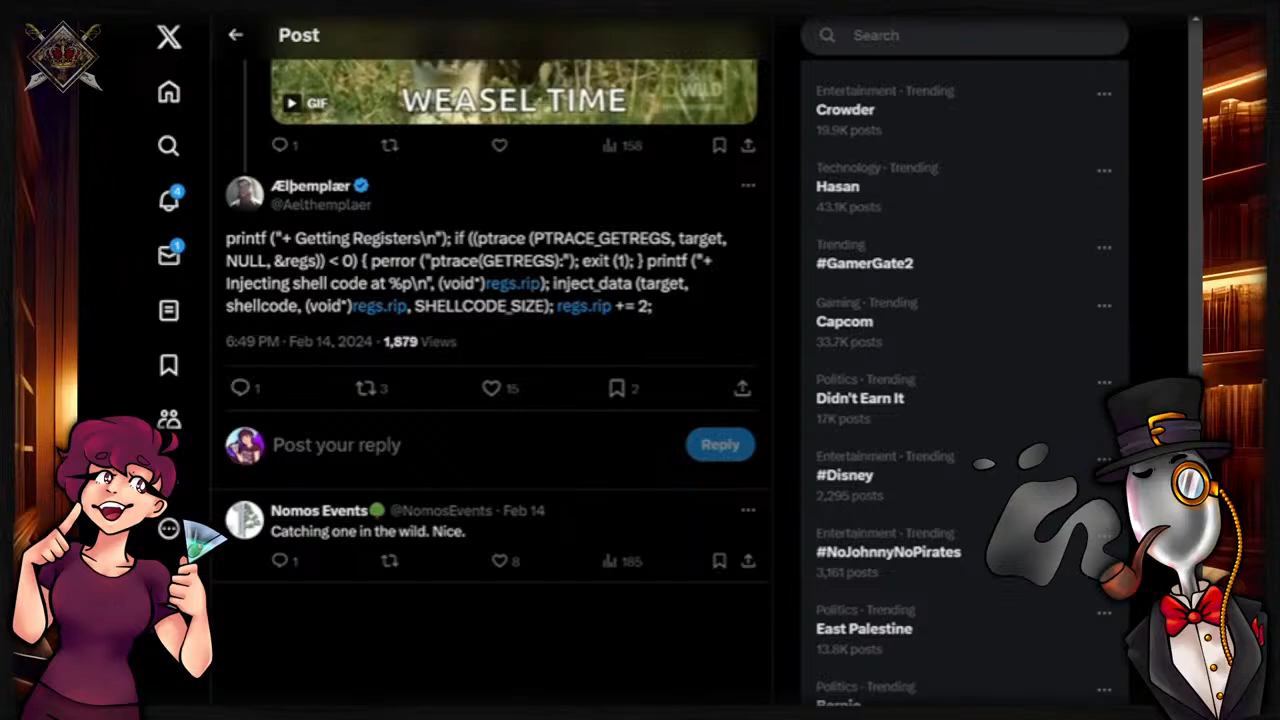 Post
Search
WILD
GIF
WEASEL TIME
1
158
Ælþemplær
@Aelthemplaer
printf ("+ Getting Registers\n"); if ((ptrace (PTRACE_GETREGS, target,
NULL, &regs)) < 0) { perror ("ptrace(GETREGS):"); exit (1); } printf ("+
Injecting shell code at %p\n", (void*)regs.rip); inject_data (target,
shellcode, (void*)regs.rip, SHELLCODE_SIZE); regs.rip += 2;
6:49 PM · Feb 14, 2024 · 1,879 Views
1
3
15
2
Post your reply
Reply
Nomos Events @NomosEvents · Feb 14
Catching one in the wild. Nice.
1
8
185
4
1
Entertainment · Trending
Crowder
19.9K posts
Technology · Trending
Hasan
43.1K posts
Trending
#GamerGate2
Gaming · Trending
Capcom
33.7K posts
Politics · Trending
Didn't Earn It
17K posts
Entertainment · Trending
#Disney
2,295 posts
Entertainment · Trending
#NoJohnnyNoPirates
3,161 posts
Politics · Trending
East Palestine
13.8K posts
Politics · Trending
Bernie